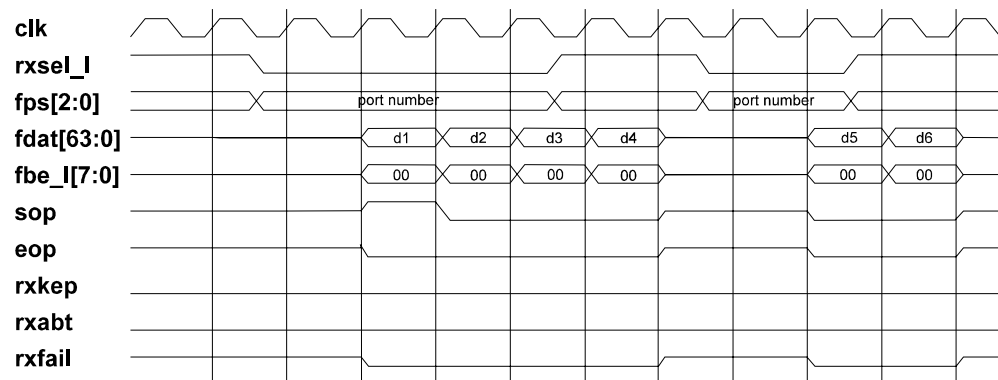 clk
rxsel_l
fps[2:0] port number port number
fdat[63:0] d1 d2 d3 d4 d5 d6
fbe_l[7:0] 00 00 00 00 00 00
sop
eop
rxkep
rxabt
rxfail